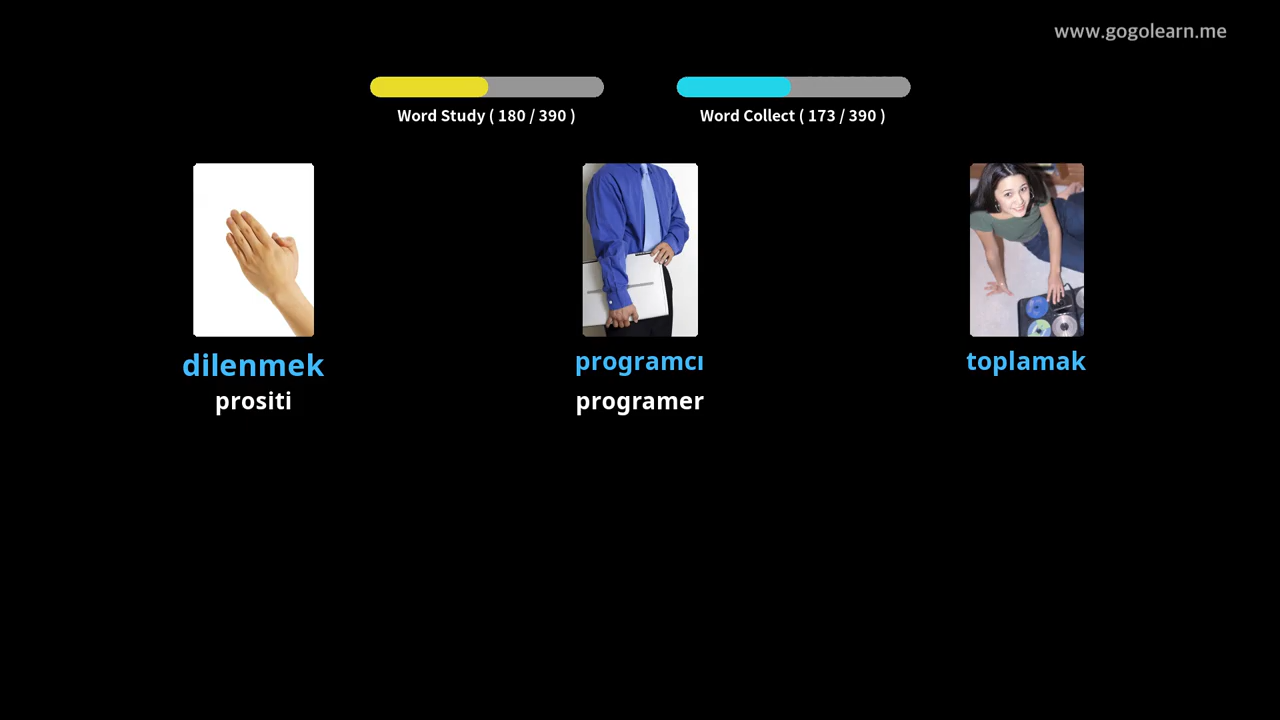 www.gogolearn.me
Word Study ( 180 / 390 )
Word Collect ( 173 / 390 )
dilenmek
prositi
programcı
programer
toplamak